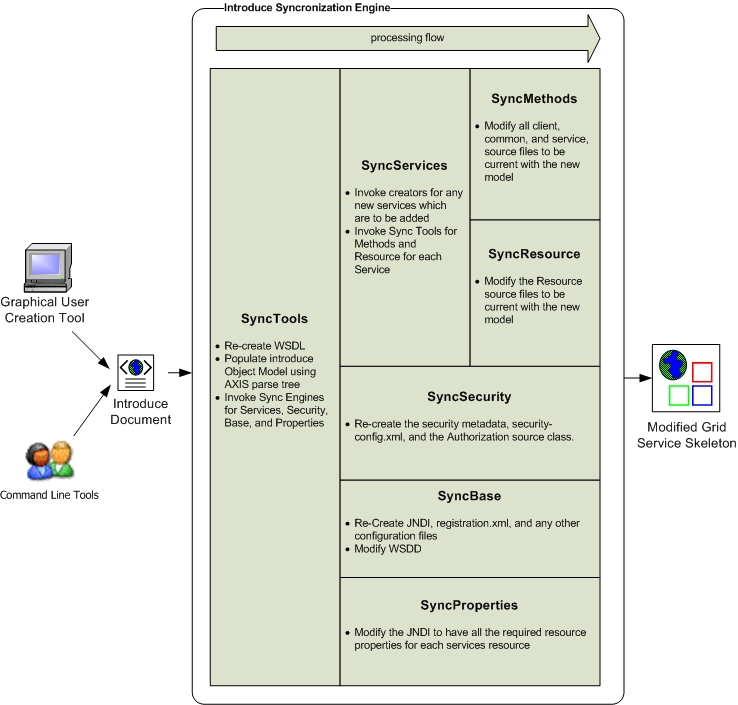 Introduce Syncronization Engine
processing flow
SyncTools
• Re-create WSDL
• Populate introduce
Object Model using
AXIS parse tree
• Invoke Sync Engines
for Services, Security,
Base, and Properties
SyncServices
• Invoke creators for any
new services which
are to be added
• Invoke Sync Tools for
Methods and
Resource for each
Service
SyncMethods
• Modify all client,
common, and service,
source files to be
current with the new
model
SyncResource
• Modify the Resource
source files to be
current with the new
model
SyncSecurity
• Re-create the security metadata, security-
config.xml, and the Authorization source class.
SyncBase
• Re-Create JNDI, registration.xml, and any other
configuration files
• Modify WSDD
SyncProperties
• Modify the JNDI to have all the required resource
properties for each services resource
Graphical User
Creation Tool
Introduce
Document
Command Line Tools
Modified Grid
Service Skeleton